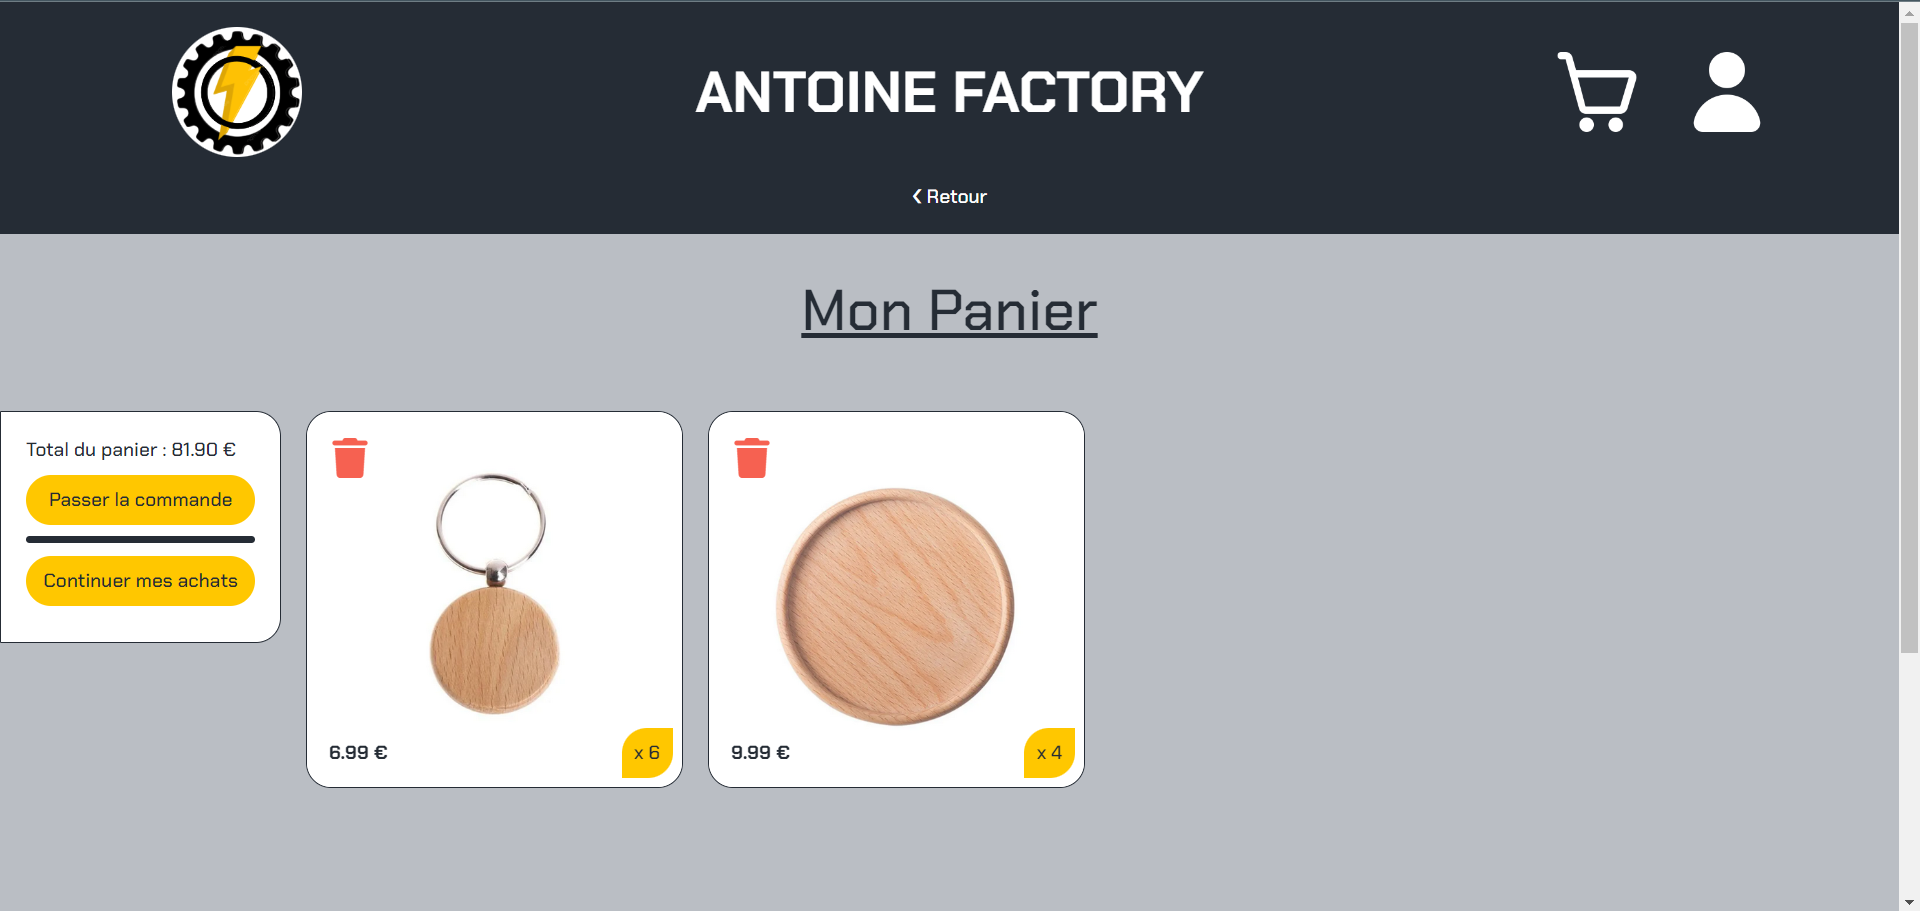 ANTOINE FACTORY
Retour
Mon Panier
Total du panier : 81.90 €
Passer la commande
Continuer mes achats
6.99 €
x 6
9.99 €
x 4